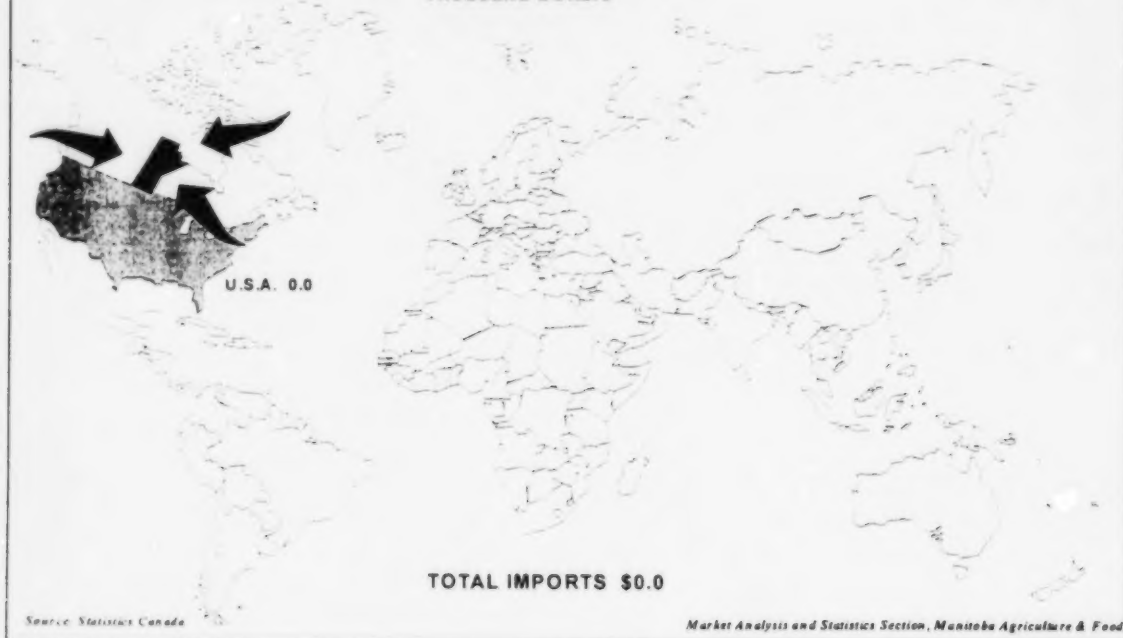 U.S.A. 0.0
TOTAL IMPORTS $0.0
Source: Statistics Canada
Market Analysis and Statistics Section, Manitoba Agriculture & Food